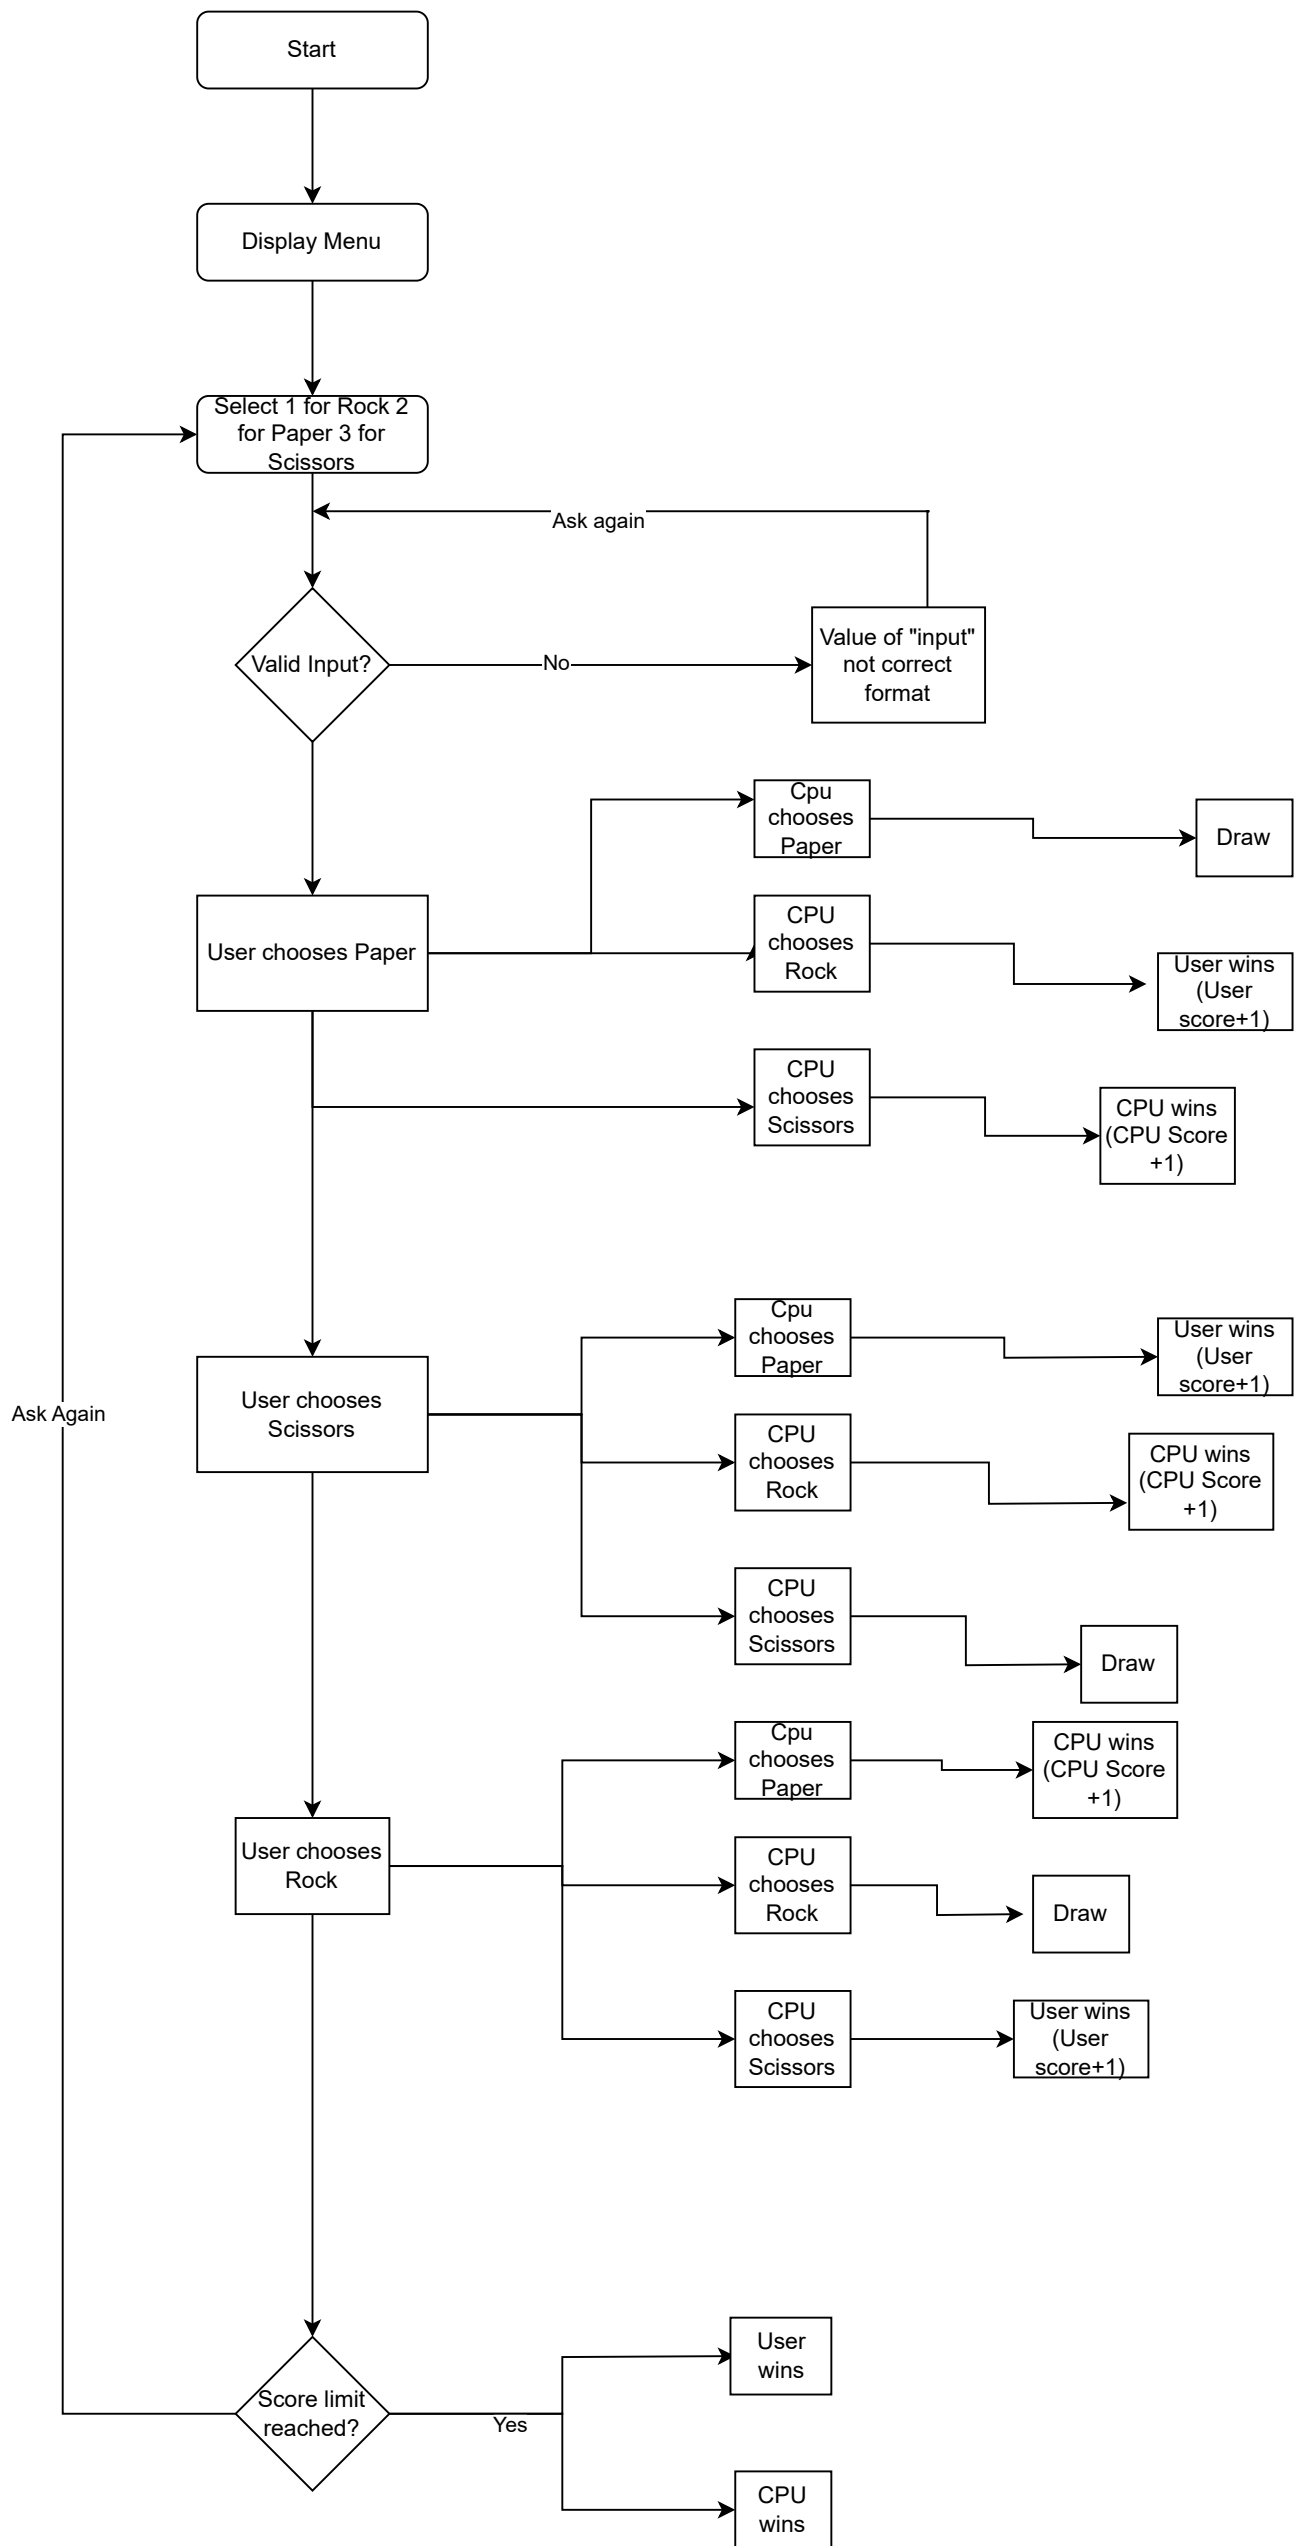 Start
Display Menu
Select 1 for Rock 2
for Paper 3 for
Scissors
Ask again
Valid Input?
No
Value of "input"
not correct
format
Cpu
chooses
Paper
Draw
User chooses Paper
CPU
chooses
Rock
User wins
(User
score+1)
CPU
chooses
Scissors
CPU wins
(CPU Score
+1)
Cpu
chooses
Paper
User wins
(User
score+1)
User chooses
Scissors
Ask Again
CPU
chooses
Rock
CPU wins
(CPU Score
+1)
CPU
chooses
Scissors
Draw
Cpu
chooses
Paper
CPU wins
(CPU Score
+1)
User chooses
Rock
CPU
chooses
Rock
Draw
CPU
chooses
Scissors
User wins
(User
score+1)
User
wins
Score limit
reached?
Yes
CPU
wins